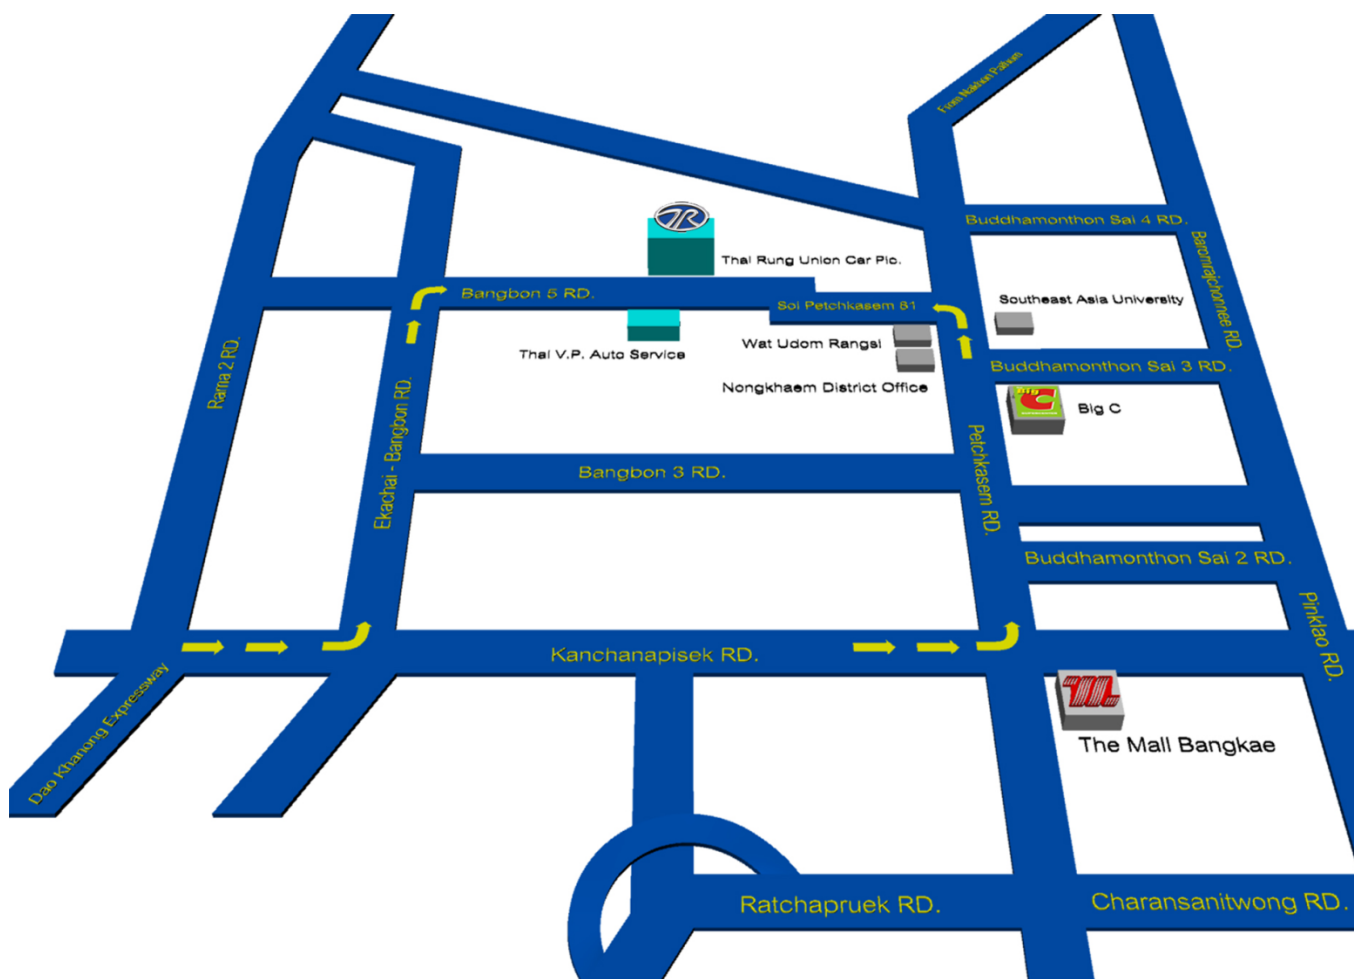 From Nakhon Pathom
Buddhamonthon Sai 4 RD.
Baromrajchonnee RD.
TR
Thai Rung Union Car Plc.
Bangbon 5 RD.
Soi Petchkasem 81
Southeast Asia University
Thai V.P. Auto Service
Wat Udom Rangsi
Nongkhaem District Office
Buddhamonthon Sai 3 RD.
Big
C
Big C
Rama 2 RD.
Ekachai - Bangbon RD.
Bangbon 3 RD.
Petchkasem RD.
Buddhamonthon Sai 2 RD.
Pinklao RD.
Kanchanapisek RD.
Dao Khanong Expressway
The Mall Bangkae
Ratchapruek RD.
Charansanitwong RD.